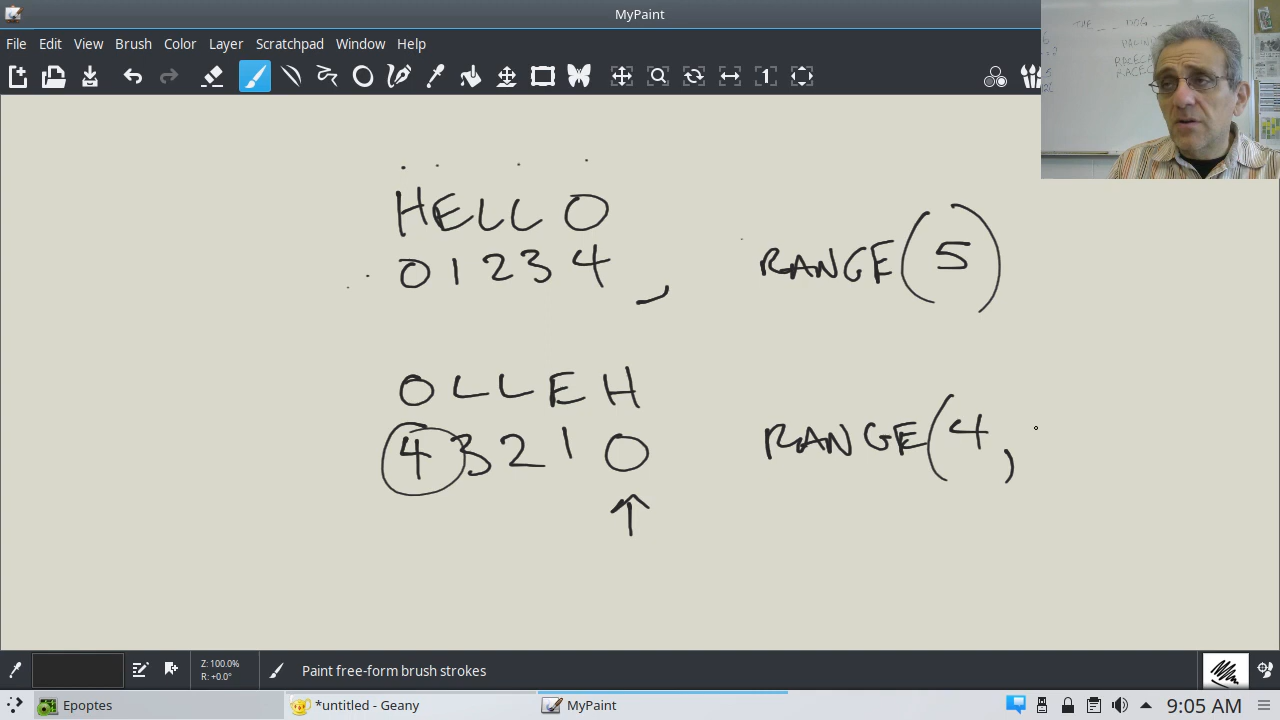 MyPaint
File Edit View Brush Color Layer Scratchpad Window Help
HELLO
01234, RANGE(5)
OLLEH
43210 RANGE(4,
Z: 100.0%
R: +0.0°
Paint free-form brush strokes
Epoptes *untitled - Geany MyPaint 9:05 AM